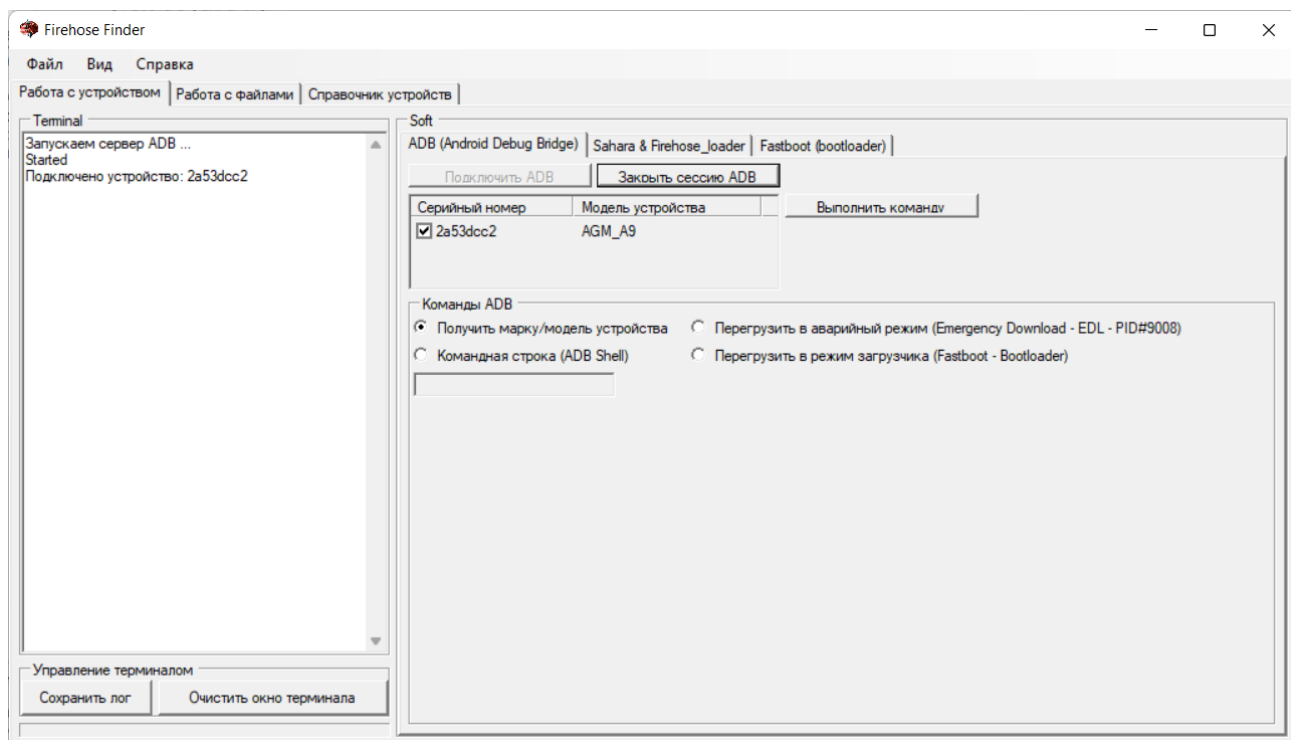 Firehose Finder
Файл Вид Справка
Работа с устройством Работа с файлами Справочник устройств
Terminal
Запускаем сервер ADB ...
Started
Подключено устройство: 2a53dcc2
Управление терминалом
Сохранить лог Очистить окно терминала
Soft
ADB (Android Debug Bridge) Sahara & Firehose_loader Fastboot (bootloader)
Подключить ADB Закрыть сессию ADB
Серийный номер Модель устройства Выполнить команду
2a53dcc2 AGM_A9
Команды ADB
Получить марку/модель устройства Перегрузить в аварийный режим (Emergency Download - EDL - PID#9008)
Командная строка (ADB Shell) Перегрузить в режим загрузчика (Fastboot - Bootloader)